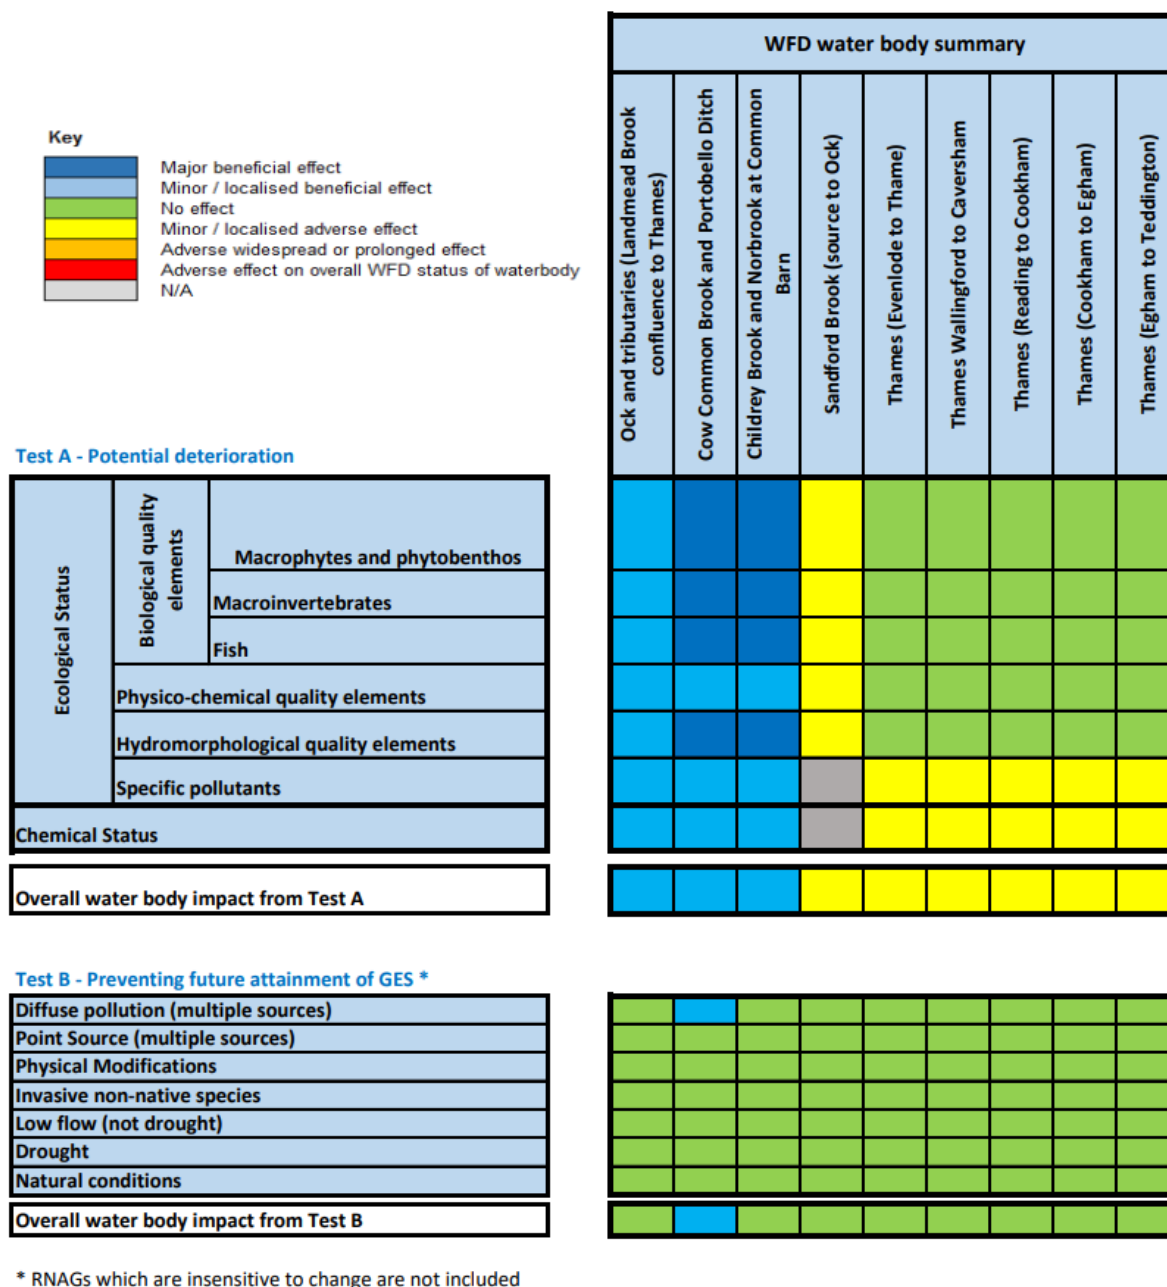 WFD water body summary
Key
Major beneficial effect
Minor / localised beneficial effect
No effect
Minor / localised adverse effect
Adverse widespread or prolonged effect
Adverse effect on overall WFD status of waterbody
N/A
Ock and tributaries (Landmead Brook
confluence to Thames)
Cow Common Brook and Portobello Ditch
Childrey Brook and Norbrook at Common
Barn
Sandford Brook (source to Ock)
Thames (Evenlode to Thame)
Thames Wallingford to Caversham
Thames (Reading to Cookham)
Thames (Cookham to Egham)
Thames (Egham to Teddington)
Test A - Potential deterioration
Ecological Status
Biological quality
elements
Macrophytes and phytobenthos
Macroinvertebrates
Fish
Physico-chemical quality elements
Hydromorphological quality elements
Specific pollutants
Chemical Status
Overall water body impact from Test A
Test B - Preventing future attainment of GES *
Diffuse pollution (multiple sources)
Point Source (multiple sources)
Physical Modifications
Invasive non-native species
Low flow (not drought)
Drought
Natural conditions
Overall water body impact from Test B
* RNAGs which are insensitive to change are not included